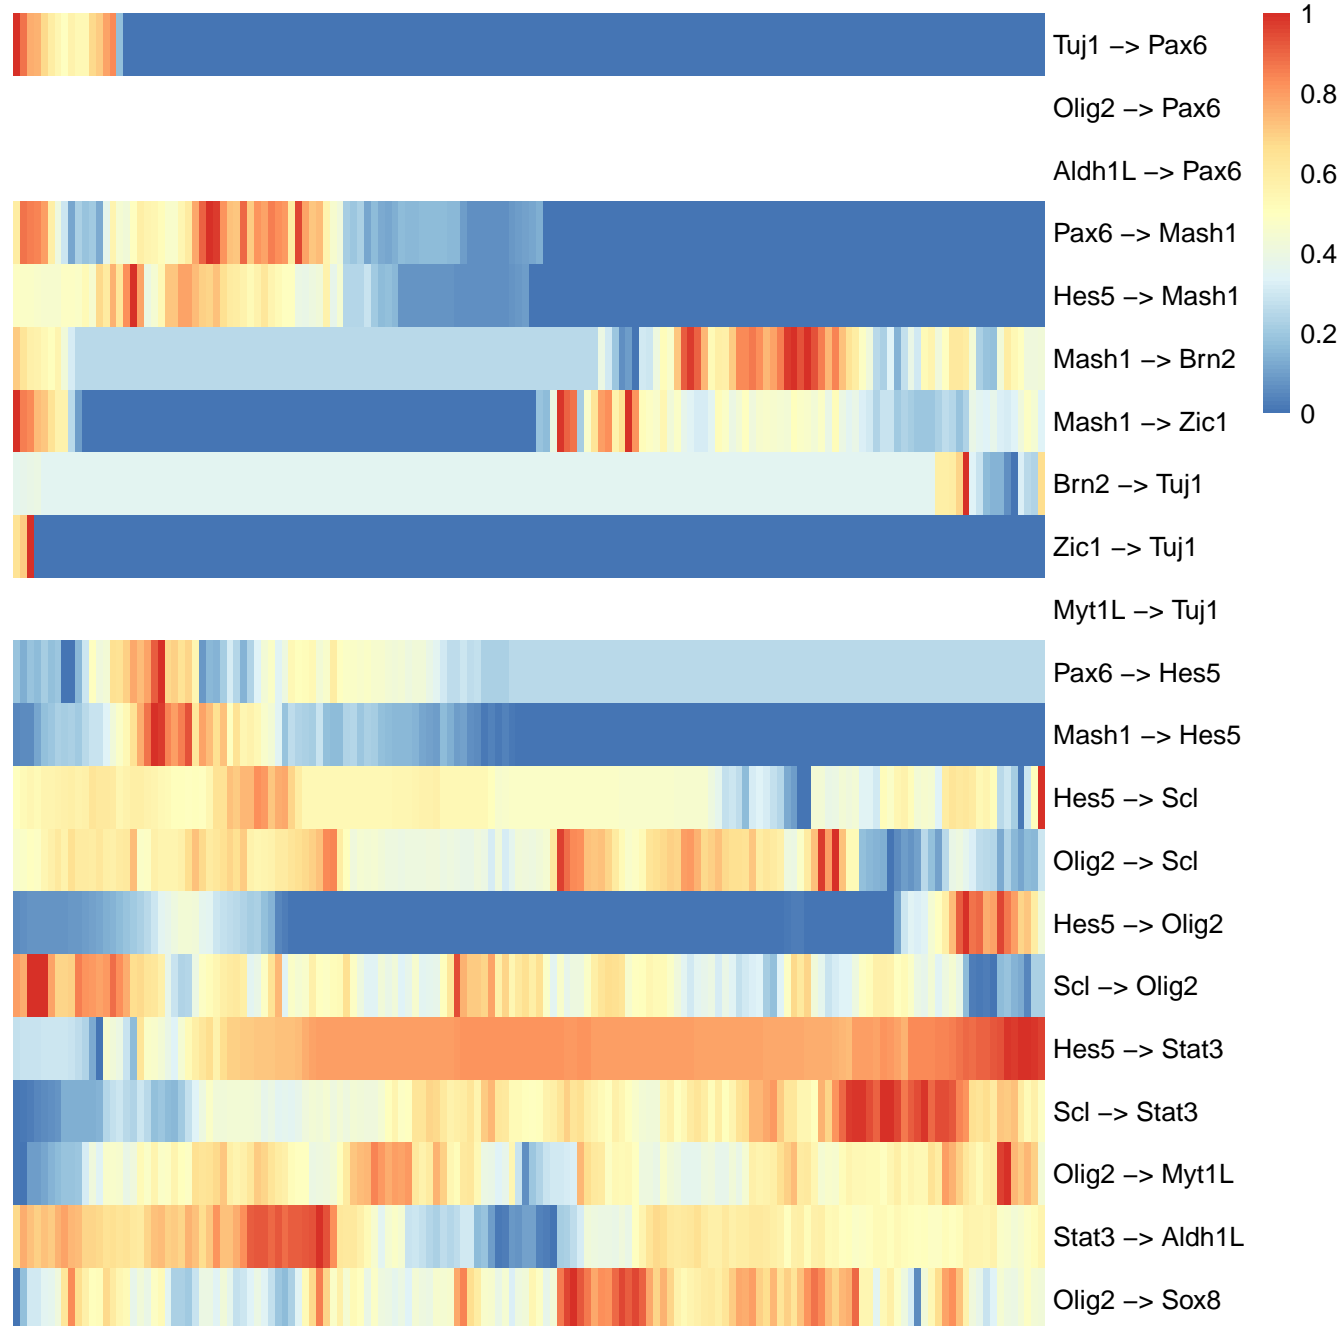 Tuj1 −> Pax6
Olig2 −> Pax6
Aldh1L −> Pax6
Pax6 −> Mash1
Hes5 −> Mash1
Mash1 −> Brn2
Mash1 −> Zic1
Brn2 −> Tuj1
Zic1 −> Tuj1
Myt1L −> Tuj1
Pax6 −> Hes5
Mash1 −> Hes5
Hes5 −> Scl
Olig2 −> Scl
Hes5 −> Olig2
Scl −> Olig2
Hes5 −> Stat3
Scl −> Stat3
Olig2 −> Myt1L
Stat3 −> Aldh1L
Olig2 −> Sox8
1
0.8
0.6
0.4
0.2
0